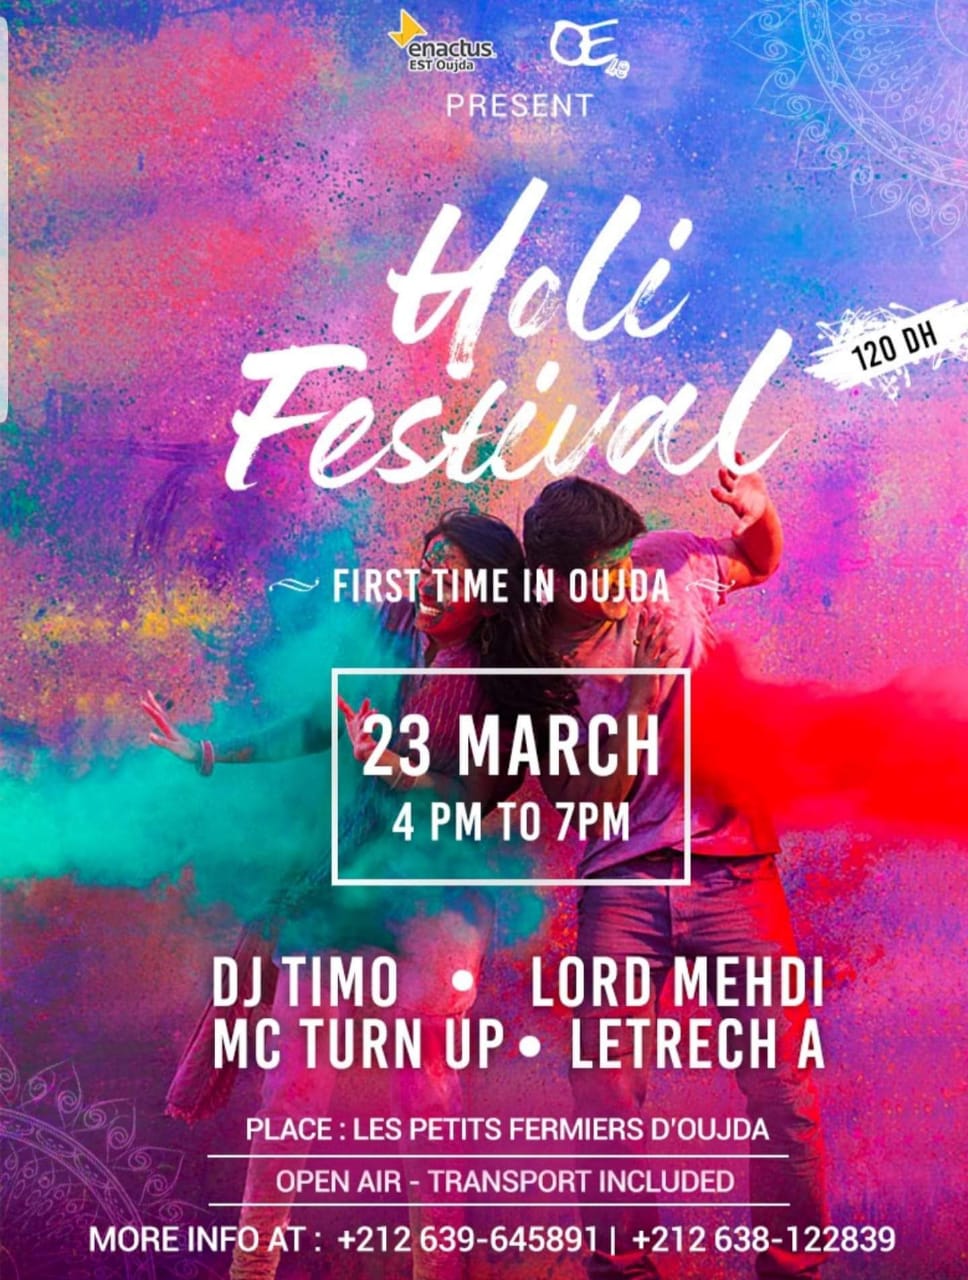 enactus
EST Oujda
PRESENT
Holi
Festival
120 DH
FIRST TIME IN OUJDA
23 MARCH
4 PM TO 7PM
DJ TIMO • LORD MEHDI
MC TURN UP • LETRECH A
PLACE : LES PETITS FERMIERS D'OUJDA
OPEN AIR - TRANSPORT INCLUDED
MORE INFO AT : +212 639-645891 | +212 638-122839